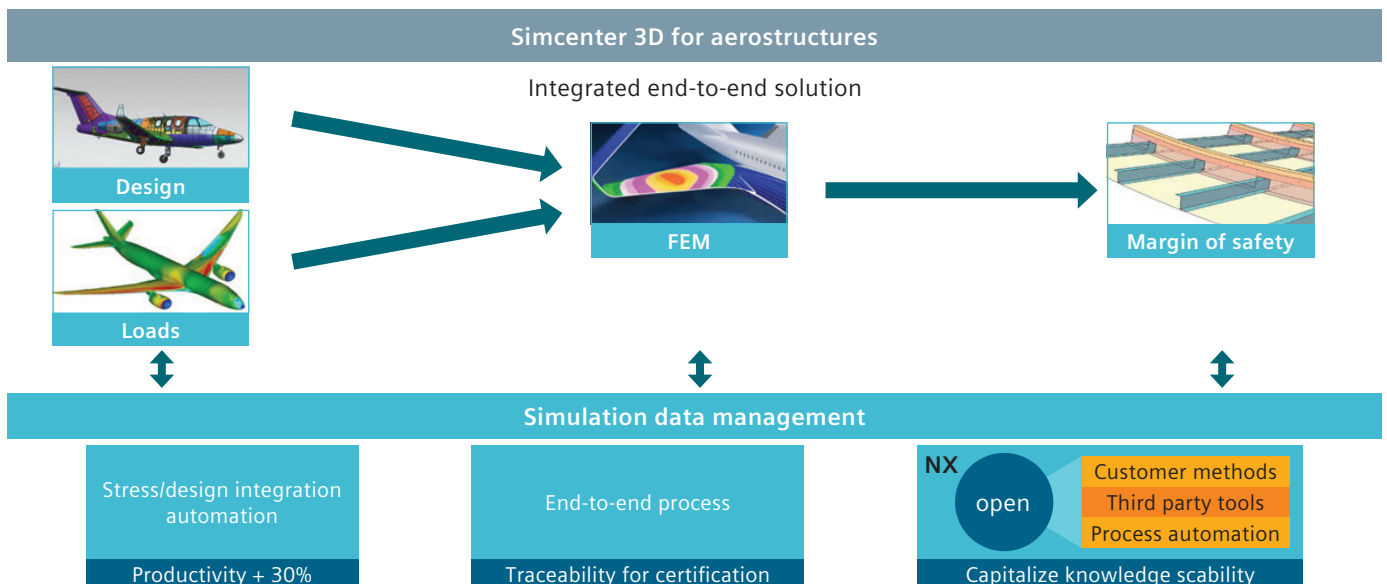 Simcenter 3D for aerostructures
Integrated end-to-end solution
Design
Loads
FEM
Margin of safety
Simulation data management
Stress/design integration
automation
Productivity + 30%
End-to-end process
Traceability for certification
NX
open
Customer methods
Third party tools
Process automation
Capitalize knowledge scability